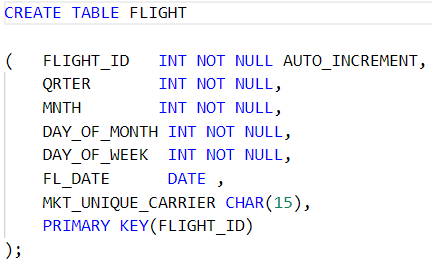 CREATE TABLE FLIGHT
( FLIGHT_ID INT NOT NULL AUTO_INCREMENT,
QRTER INT NOT NULL,
MNTH INT NOT NULL,
DAY_OF_MONTH INT NOT NULL,
DAY_OF_WEEK INT NOT NULL,
FL_DATE DATE ,
MKT_UNIQUE_CARRIER CHAR(15),
PRIMARY KEY(FLIGHT_ID)
);